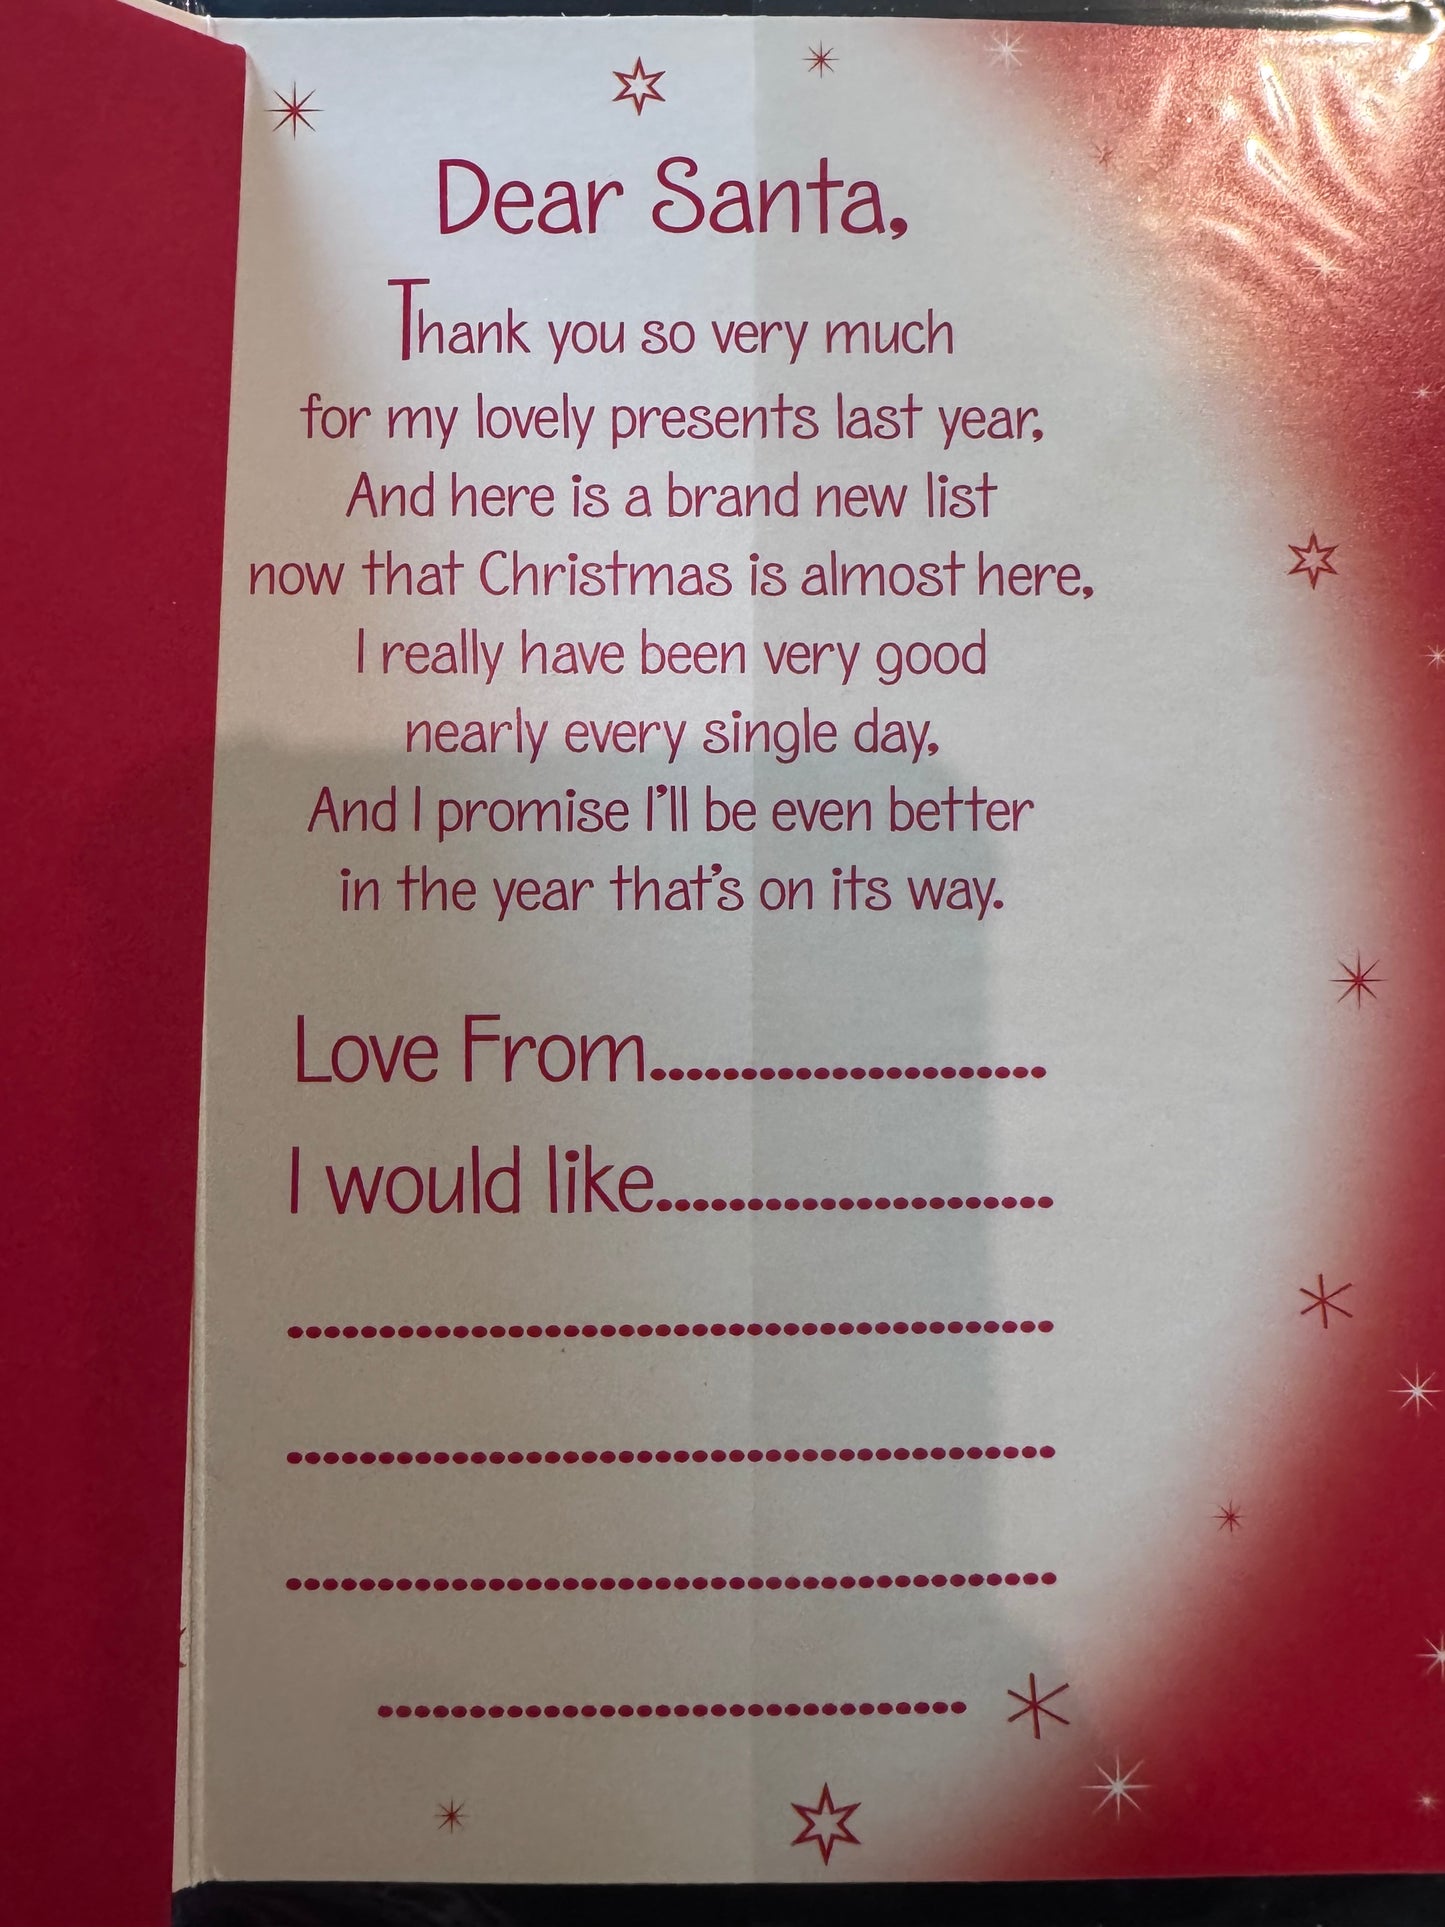 Dear Santa,
Thank you so very much
for my lovely presents last year,
And here is a brand new list
now that Christmas is almost here,
I really have been very good
nearly every single day,
And I promise I'll be even better
in the year that's on its way.
Love From......................
I would like......................
..........................................
..........................................
..........................................
................................